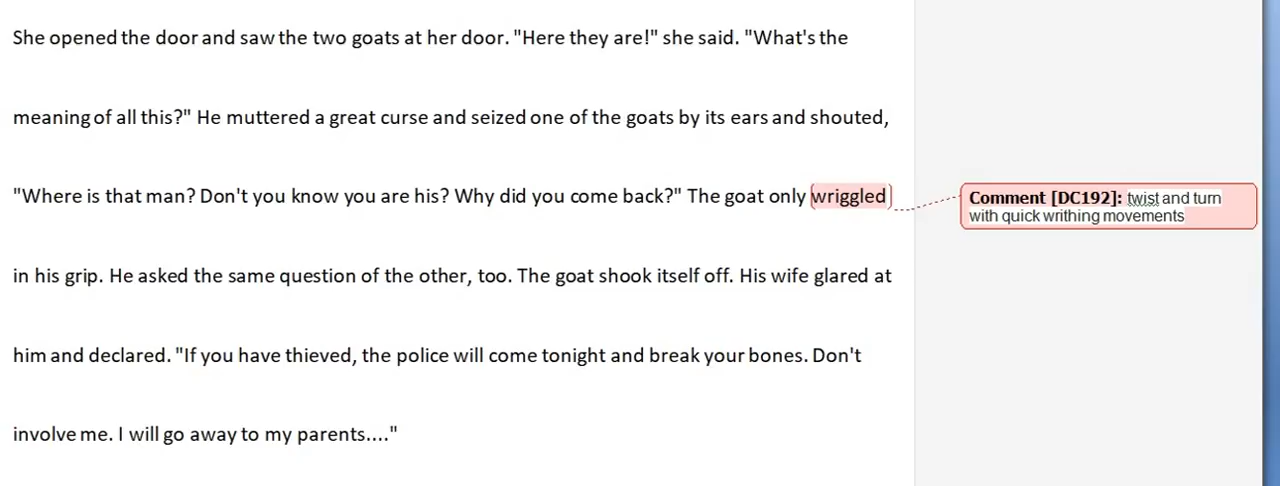 She opened the door and saw the two goats at her door. "Here they are!" she said. "What's the
meaning of all this?" He muttered a great curse and seized one of the goats by its ears and shouted,
"Where is that man? Don't you know you are his? Why did you come back?" The goat only wriggled
Comment [DC192]: twist and turn
with quick writhing movements
in his grip. He asked the same question of the other, too. The goat shook itself off. His wife glared at
him and declared. "If you have thieved, the police will come tonight and break your bones. Don't
involve me. I will go away to my parents...."